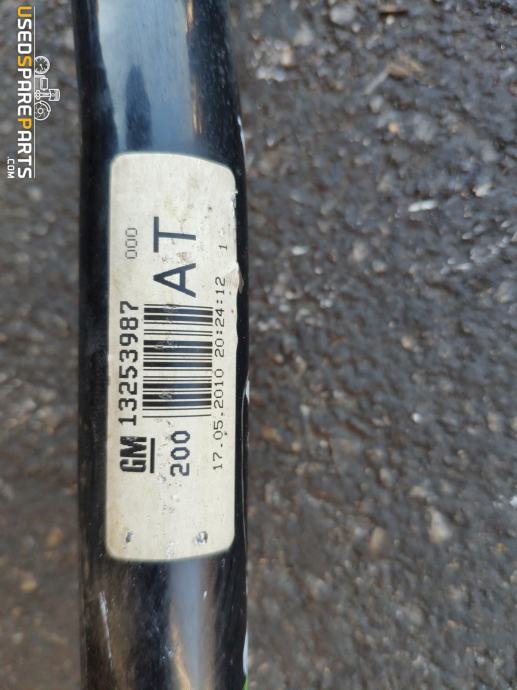 USEDSPAREPARTS
.COM
GM 13253987 000
200 AT
17.05.2010 20:24:12 1